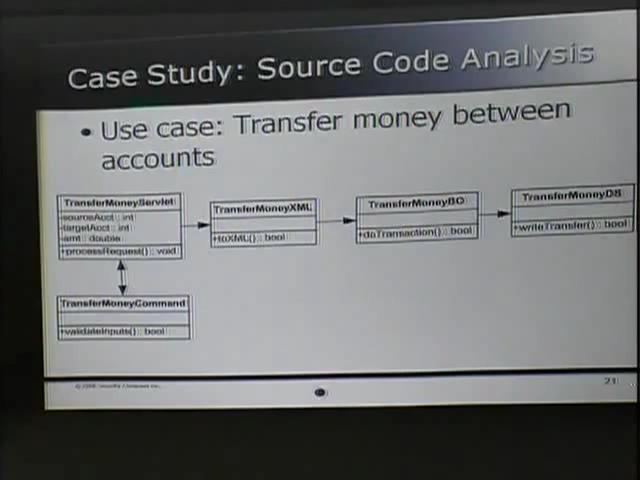 Case Study: Source Code Analysis
• Use case: Transfer money between
accounts
TransferMoneyServlet
-sourceAcct : int
-targetAcct : int
-amt : double
+processRequest() : void
TransferMoneyXML
+toXML() : bool
TransferMoneyBO
+doTransaction() : bool
TransferMoneyDB
+writeTransfer() : bool
TransferMoneyCommand
+validateInputs() : bool
21